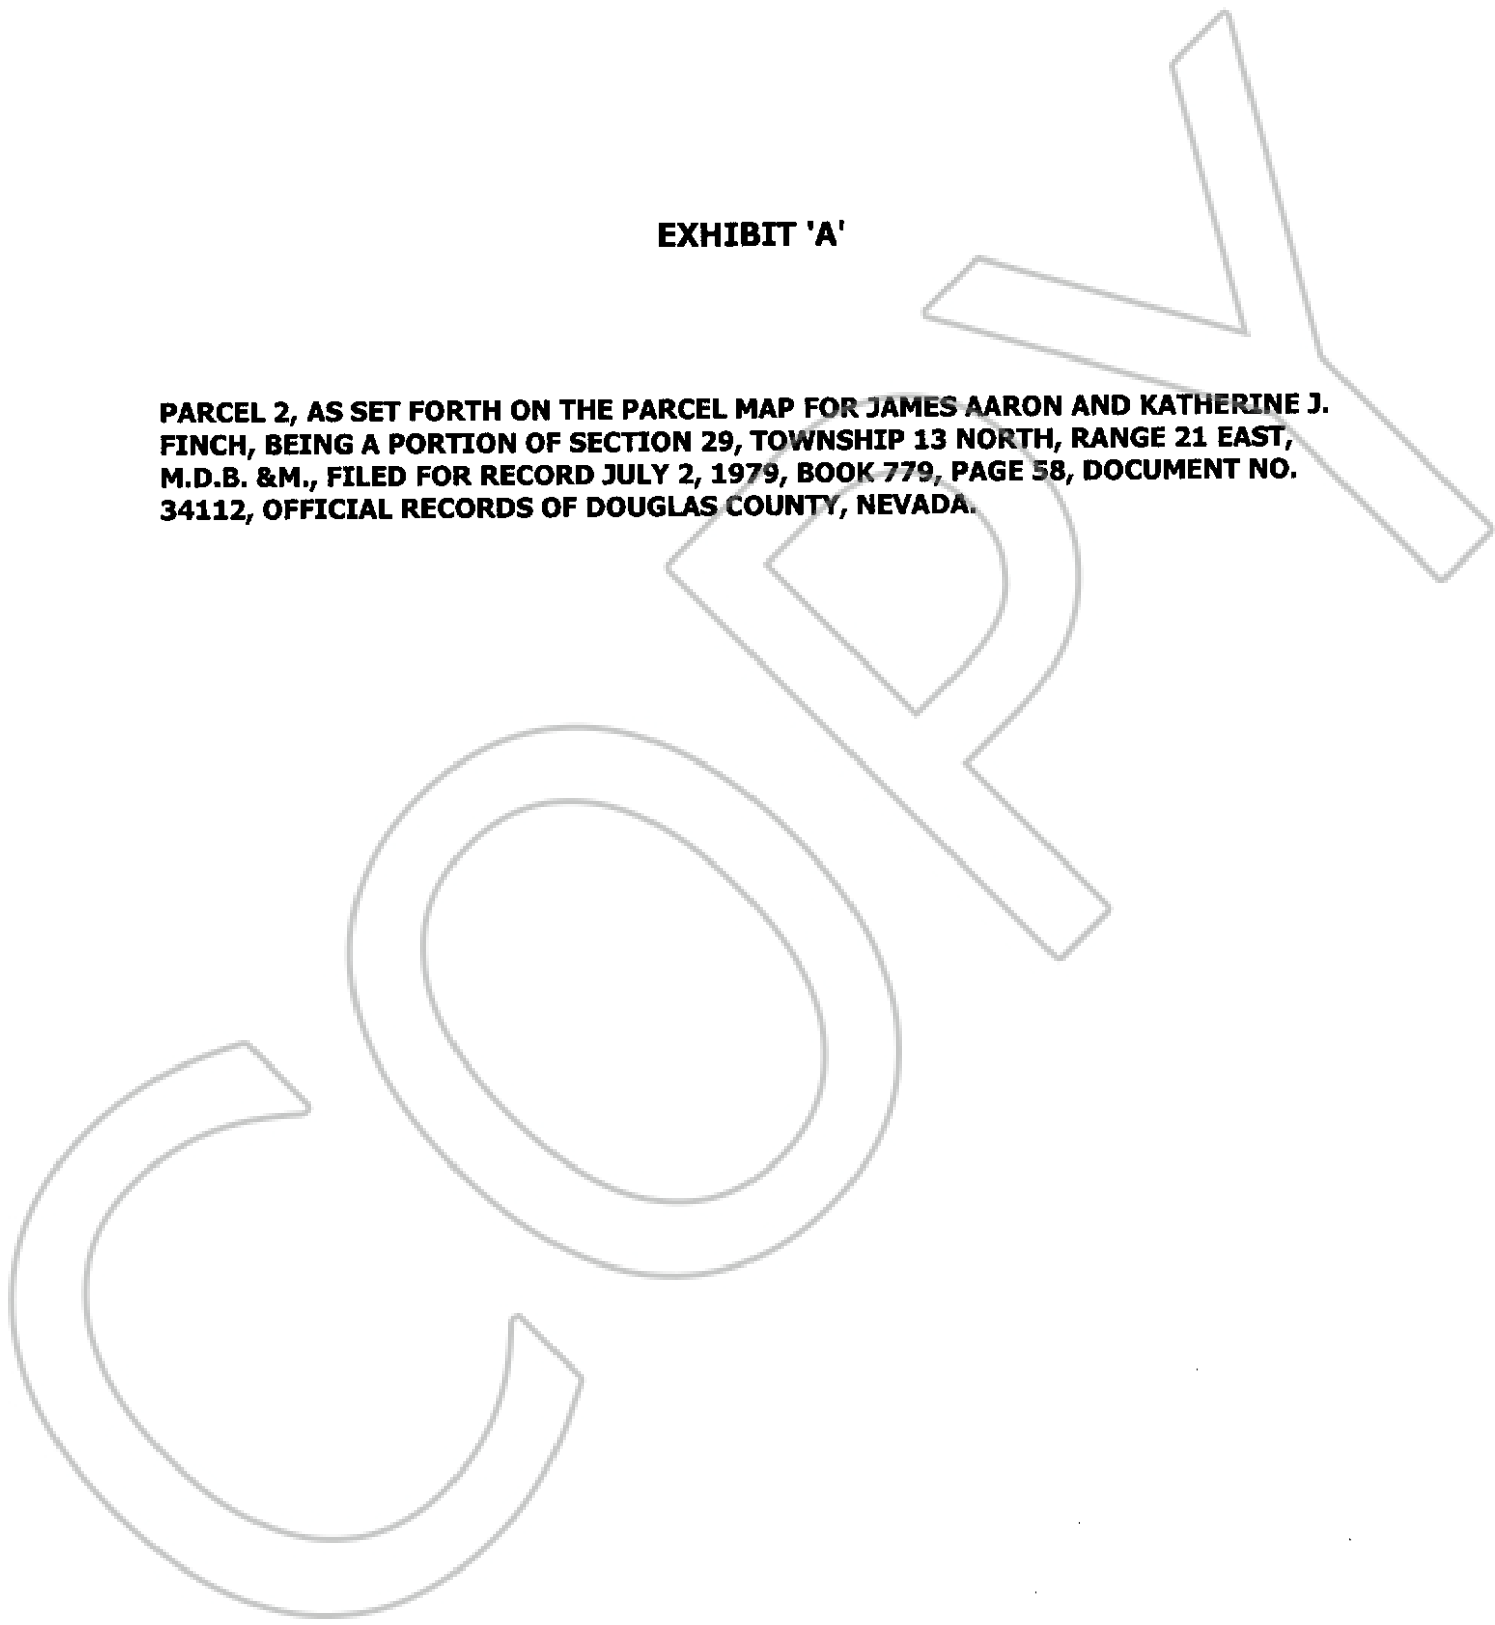 EXHIBIT 'A'
PARCEL 2, AS SET FORTH ON THE PARCEL MAP FOR JAMES AARON AND KATHERINE J.
FINCH, BEING A PORTION OF SECTION 29, TOWNSHIP 13 NORTH, RANGE 21 EAST,
M.D.B. &M., FILED FOR RECORD JULY 2, 1979, BOOK 779, PAGE 58, DOCUMENT NO.
34112, OFFICIAL RECORDS OF DOUGLAS COUNTY, NEVADA.
COPY